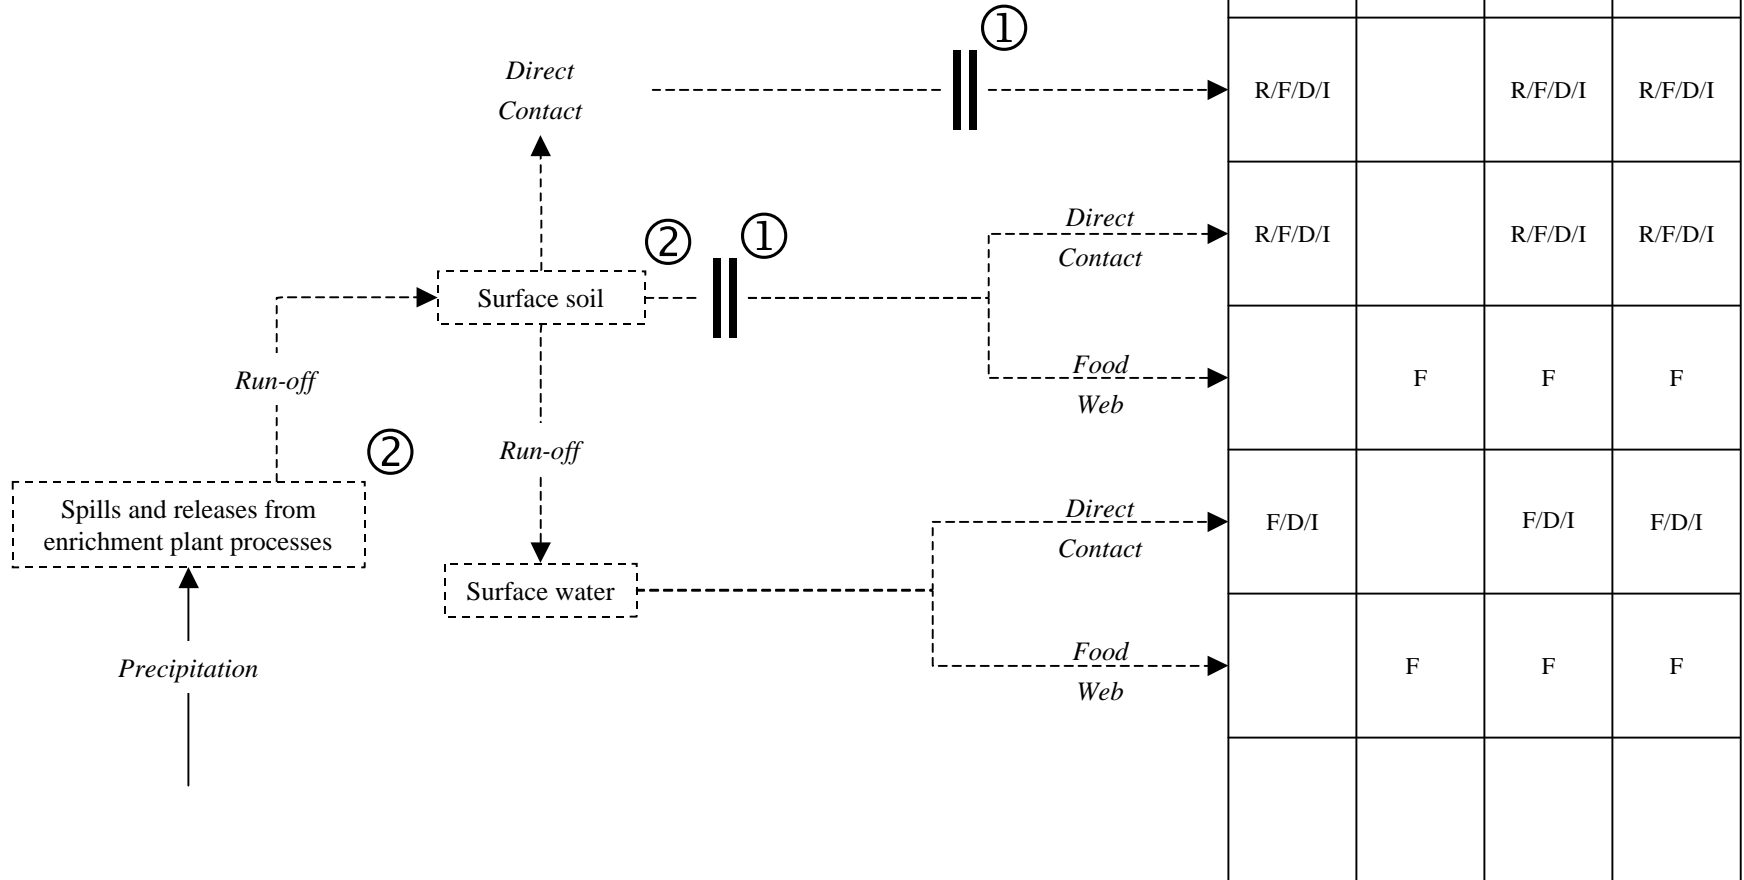 ①
Direct
Contact
R/F/D/I R/F/D/I R/F/D/I
② ①
Direct
Contact
R/F/D/I R/F/D/I R/F/D/I
Surface soil
Run-off
Food
Web
F F F
②
Run-off
Spills and releases from
enrichment plant processes
Direct
Contact
F/D/I F/D/I F/D/I
Surface water
Precipitation
Food
Web
F F F